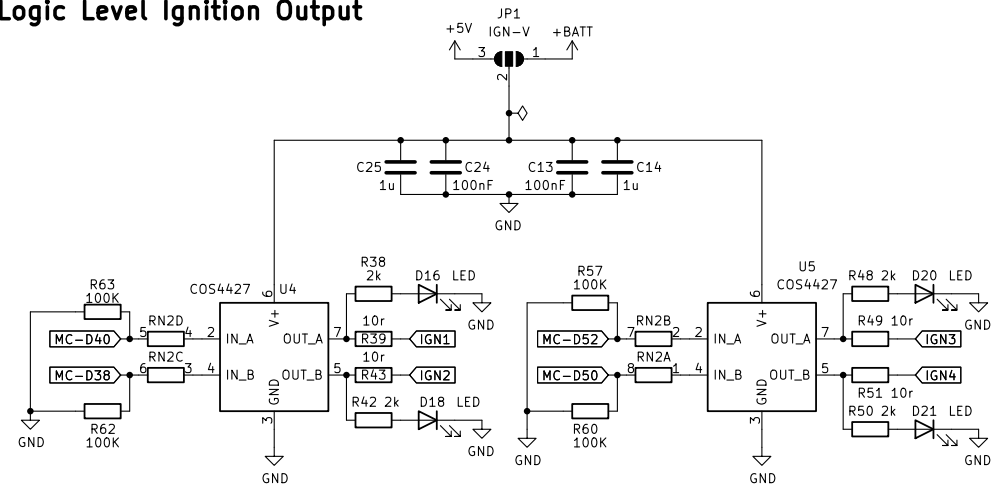 Logic Level Ignition Output
JP1
IGN-V
+5V
+BATT
3
1
2
C25
1u
C24
100nF
C13
100nF
C14
1u
GND
R63
100K
MC-D40
5
RN2D
4
MC-D38
6
RN2C
3
R62
100K
GND
COS4427
U4
6
V+
2
IN_A
OUT_A
7
4
IN_B
OUT_B
5
GND
3
GND
R38
2k
D16
LED
GND
10r
R39
IGN1
10r
R43
IGN2
R42 2k
D18
LED
GND
R57
100K
MC-D52
7
RN2B
2
MC-D50
8
RN2A
1
R60
100K
GND
U5
COS4427
6
V+
2
IN_A
OUT_A
7
4
IN_B
OUT_B
5
GND
3
GND
R48 2k
D20
LED
GND
R49 10r
IGN3
IGN4
R51 10r
R50 2k
D21
LED
GND